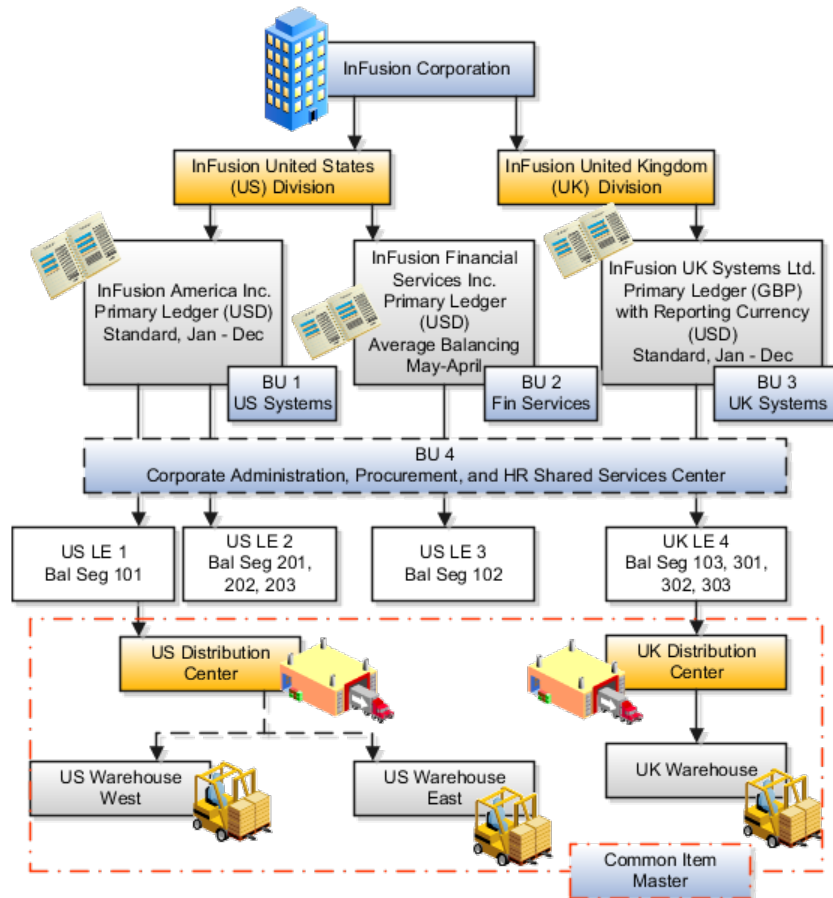 InFusion Corporation
InFusion United States
(US) Division
InFusion United Kingdom
(UK) Division
InFusion America Inc.
Primary Ledger (USD)
Standard, Jan - Dec
BU 1
US Systems
InFusion Financial
Services Inc.
Primary Ledger
(USD)
Average Balancing
May-April
BU 2
Fin Services
InFusion UK Systems Ltd.
Primary Ledger (GBP)
with Reporting Currency
(USD)
Standard, Jan - Dec
BU 3
UK Systems
BU 4
Corporate Administration, Procurement, and HR Shared Services Center
US LE 1
Bal Seg 101
US LE 2
Bal Seg 201,
202, 203
US LE 3
Bal Seg 102
UK LE 4
Bal Seg 103, 301,
302, 303
US Distribution
Center
UK Distribution
Center
US Warehouse
West
US Warehouse
East
UK Warehouse
Common Item
Master